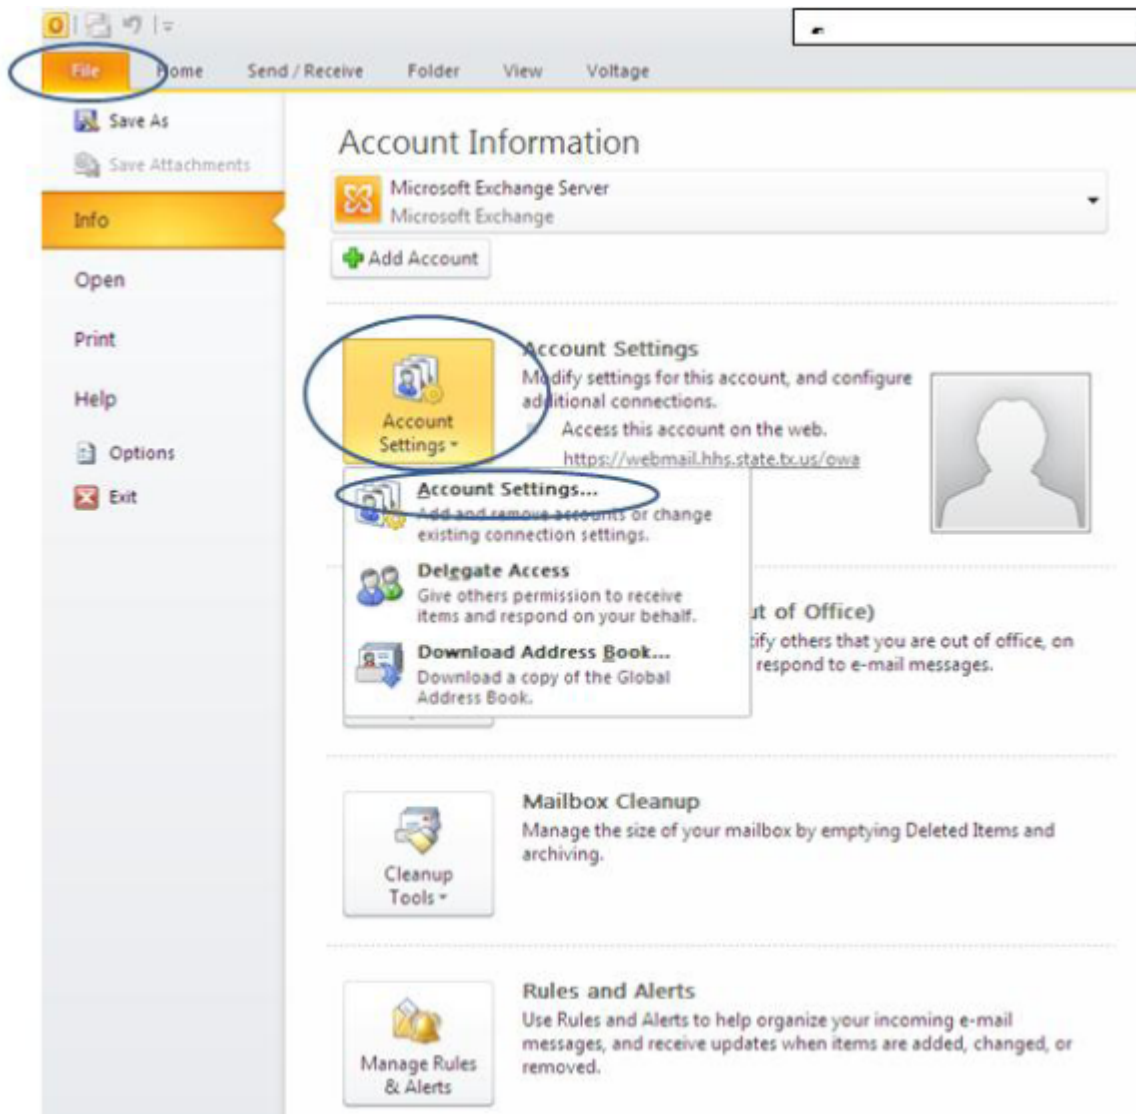 File Home Send / Receive Folder View Voltage
Save As
Save Attachments
Info
Open
Print
Help
Options
Exit
Account Information
Microsoft Exchange Server
Microsoft Exchange
Add Account
Account
Settings
Account Settings
Modify settings for this account, and configure
additional connections.
Access this account on the web.
https://webmail.hhs.state.tx.us/owa
Account Settings...
Add and remove accounts or change
existing connection settings.
Delegate Access
Give others permission to receive
items and respond on your behalf.
Download Address Book...
Download a copy of the Global
Address Book.
of Office)
that you are out of office, on
respond to e-mail messages.
Cleanup
Tools
Mailbox Cleanup
Manage the size of your mailbox by emptying Deleted Items and
archiving.
Manage Rules
& Alerts
Rules and Alerts
Use Rules and Alerts to help organize your incoming e-mail
messages, and receive updates when items are added, changed, or
removed.